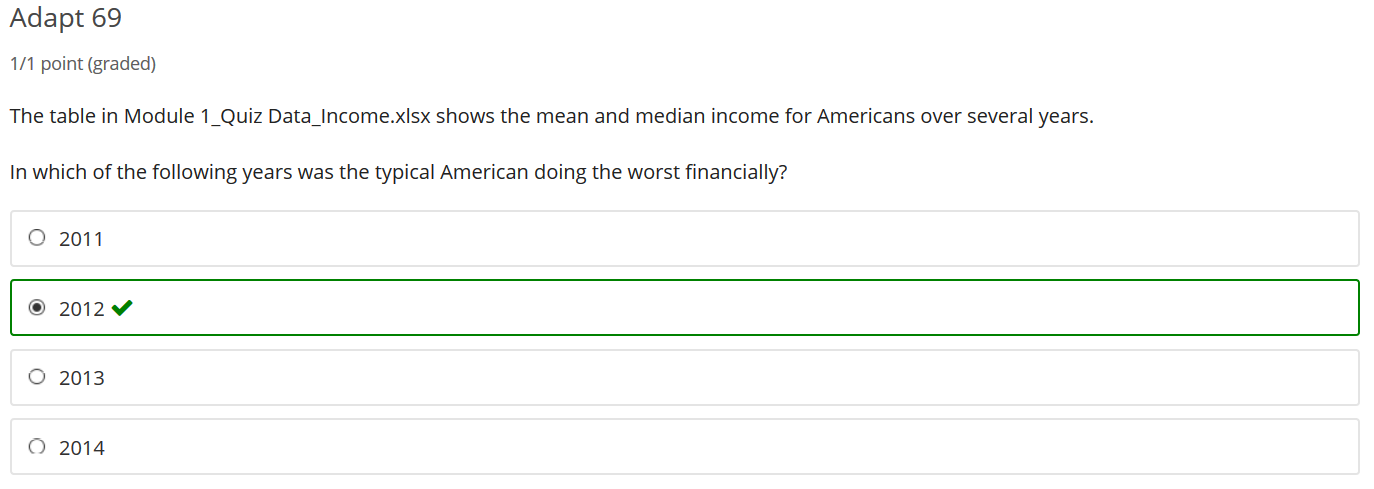 Adapt 69
1/1 point (graded)
The table in Module 1_Quiz Data_Income.xlsx shows the mean and median income for Americans over several years.
In which of the following years was the typical American doing the worst financially?
2011
2012
2013
2014